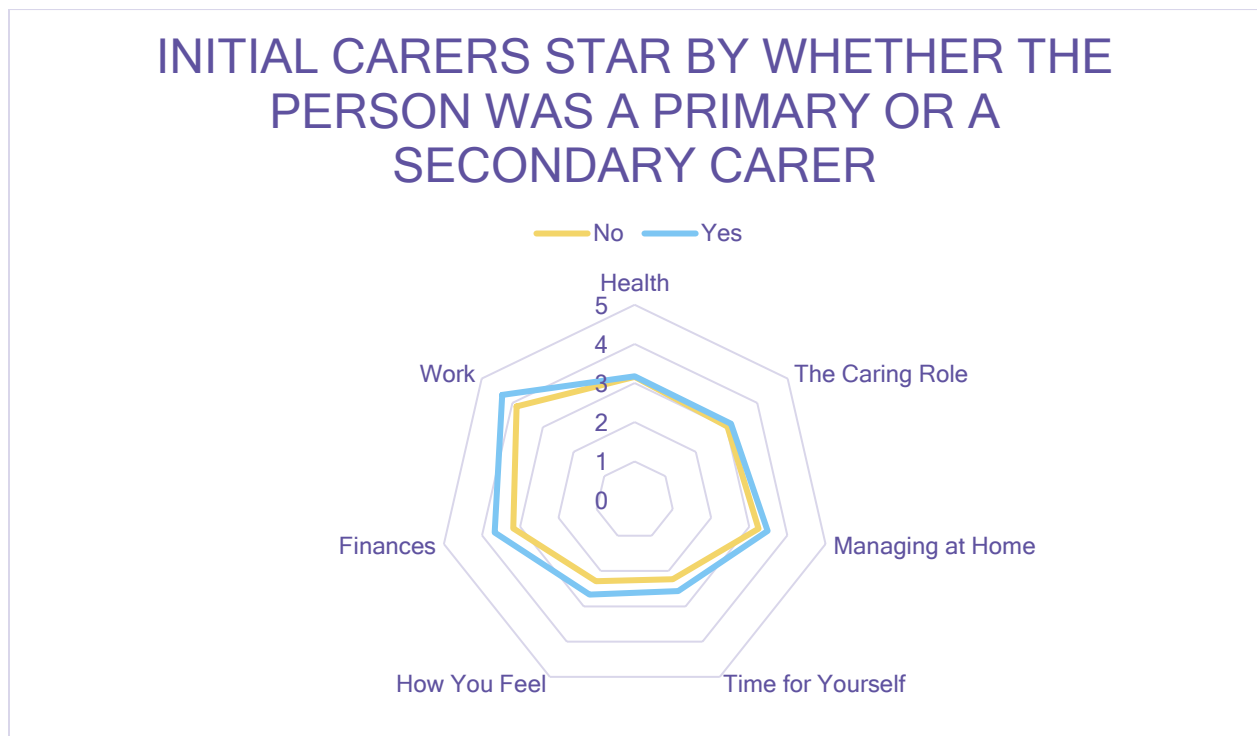 INITIAL CARERS STAR BY WHETHER THE
PERSON WAS A PRIMARY OR A
SECONDARY CARER
No Yes
Health
5
4
3
2
1
0
The Caring Role
Managing at Home
Time for Yourself
How You Feel
Finances
Work